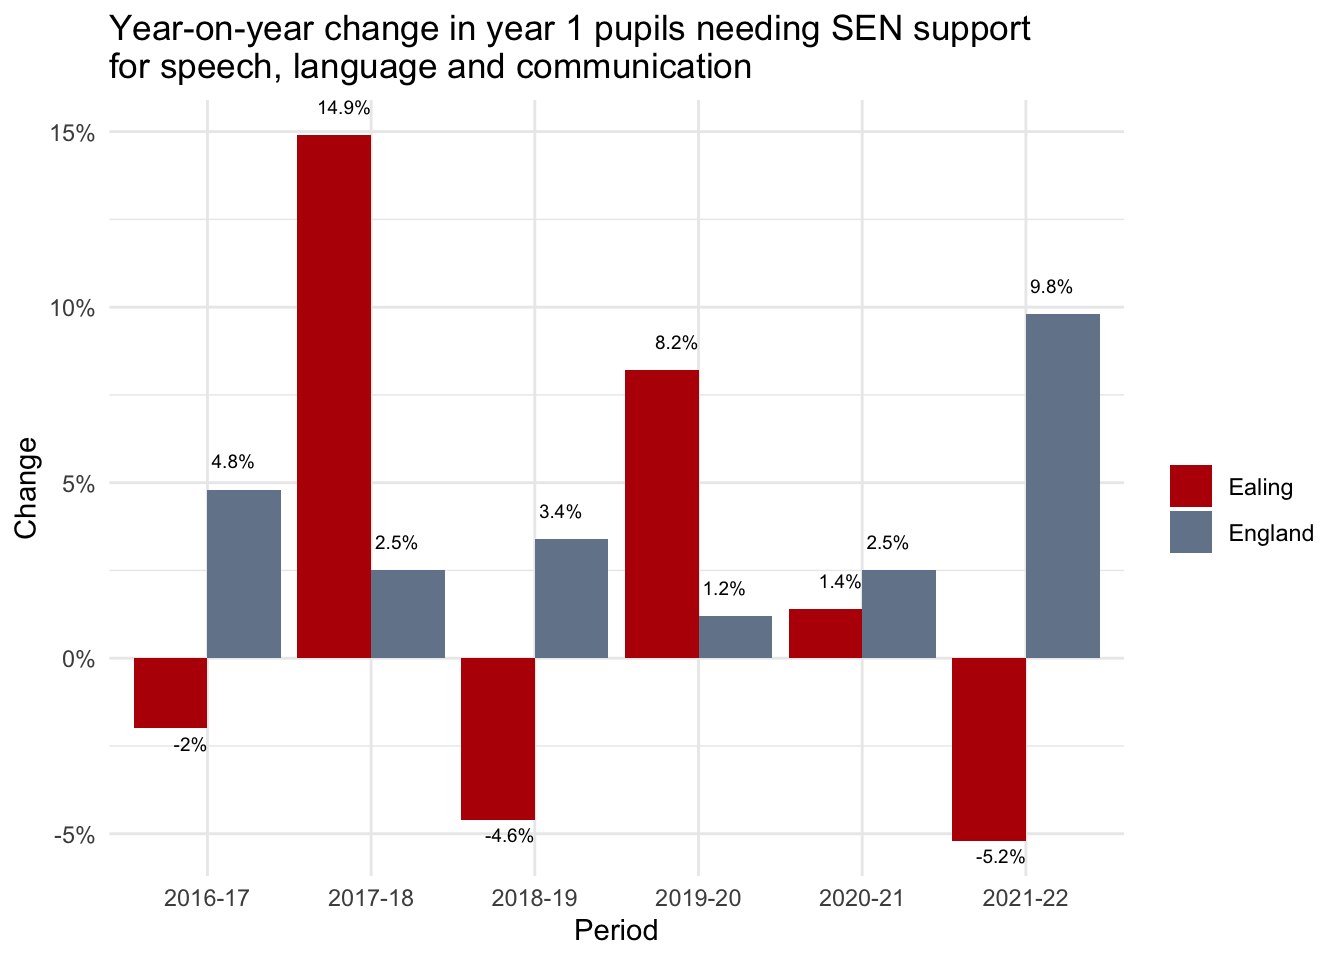 Year-on-year change in year 1 pupils needing SEN support
for speech, language and communication
14.9%
15%
9.8%
10%
8.2%
4.8%
5%
3.4%
2.5%
2.5%
1.2%
1.4%
0%
-2%
-4.6%
-5%
-5.2%
Change
Ealing
England
2016-17 2017-18 2018-19 2019-20 2020-21 2021-22
Period